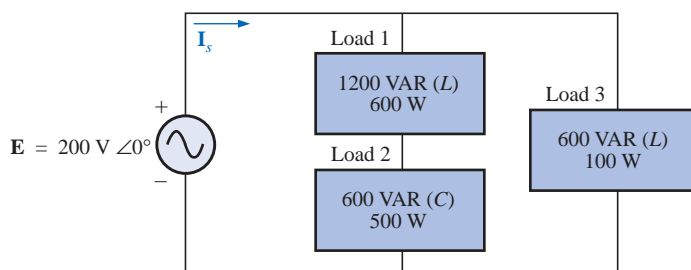 I_s
Load 1
1200 VAR (L)
600 W
Load 3
+
E = 200 V ∠0°
600 VAR (L)
100 W
Load 2
–
600 VAR (C)
500 W